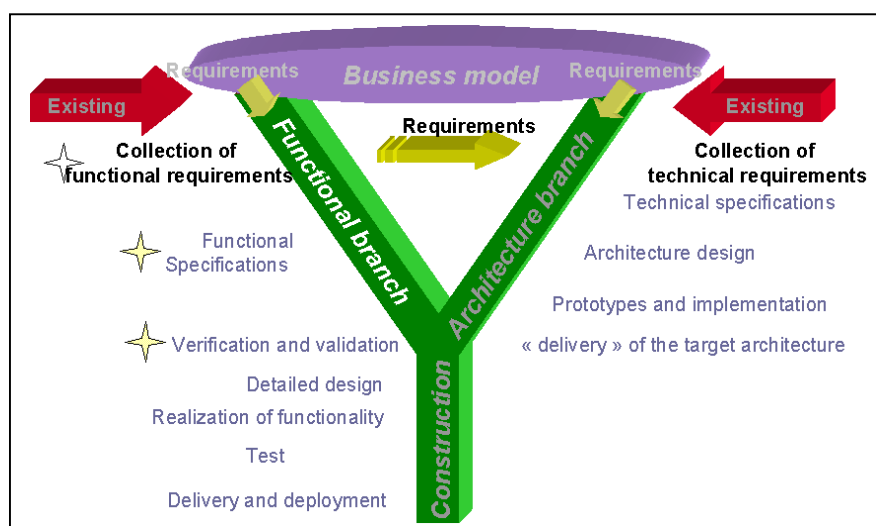 Requirements
Business model
Requirements
Existing
Existing
Requirements
Functional branch
Architecture branch
Construction
Collection of
functional requirements
Functional
Specifications
Verification and validation
Detailed design
Realization of functionality
Test
Delivery and deployment
Collection of
technical requirements
Technical specifications
Architecture design
Prototypes and implementation
« delivery » of the target architecture